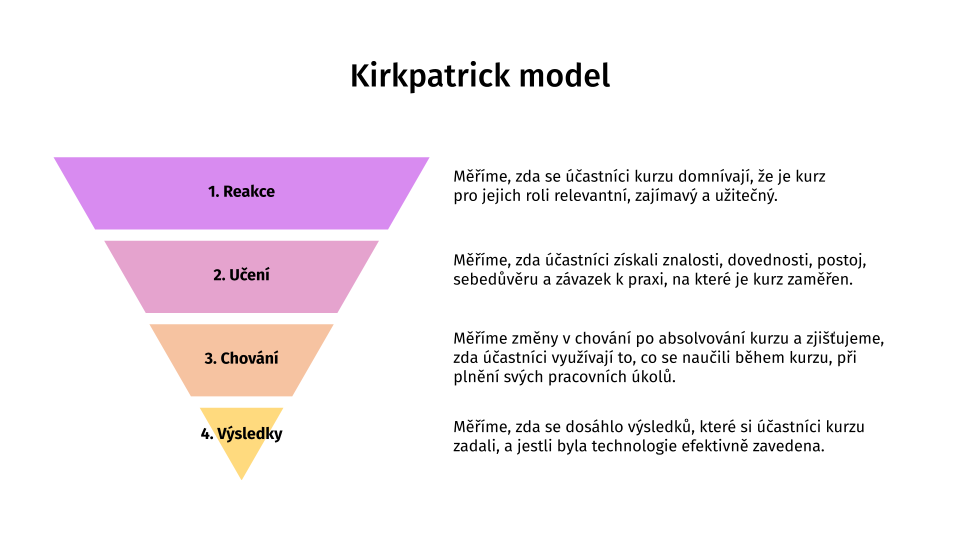 Kirkpatrick model
1. Reakce
Měříme, zda se účastníci kurzu domnívají, že je kurz
pro jejich roli relevantní, zajímavý a užitečný.
2. Učení
Měříme, zda účastníci získali znalosti, dovednosti, postoj,
sebedůvěru a závazek k praxi, na které je kurz zaměřen.
3. Chování
Měříme změny v chování po absolvování kurzu a zjišťujeme,
zda účastníci využívají to, co se naučili během kurzu, při
plnění svých pracovních úkolů.
4. Výsledky
Měříme, zda se dosáhlo výsledků, které si účastníci kurzu
zadali, a jestli byla technologie efektivně zavedena.